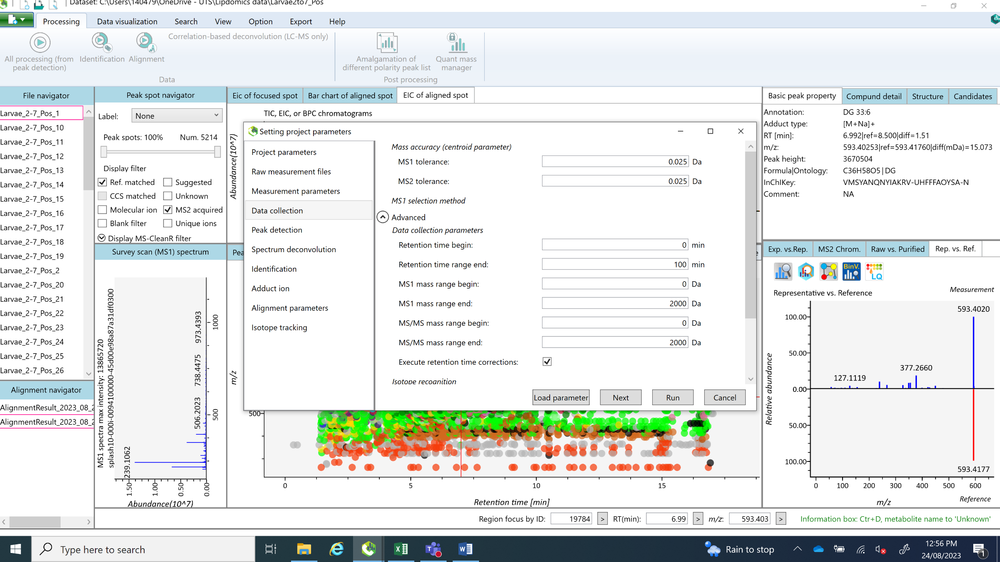 Dataset: C:\Users\140479\OneDrive - UTS\Lipdomics data\Larvae2to7_Pos
Processing
Data visualization
Search
View
Option
Export
Help
All processing (from
peak detection)
Identification
Alignment
Correlation-based deconvolution (LC-MS only)
Data
Amalgamation of
different polarity peak list
Quant mass
manager
Post processing
File navigator
Larvae_2-7_Pos_1
Larvae_2-7_Pos_10
Larvae_2-7_Pos_11
Larvae_2-7_Pos_12
Larvae_2-7_Pos_13
Larvae_2-7_Pos_14
Larvae_2-7_Pos_15
Larvae_2-7_Pos_16
Larvae_2-7_Pos_17
Larvae_2-7_Pos_18
Larvae_2-7_Pos_19
Larvae_2-7_Pos_2
Larvae_2-7_Pos_20
Larvae_2-7_Pos_21
Larvae_2-7_Pos_22
Larvae_2-7_Pos_23
Larvae_2-7_Pos_24
Larvae_2-7_Pos_25
Larvae_2-7_Pos_26
Alignment navigator
AlignmentResult_2023_08_2
AlignmentResult_2023_08_2
Peak spot navigator
Label: None
Peak spots: 100% Num. 5214
Display filter
Ref. matched
Suggested
CCS matched
Unknown
Molecular ion
MS2 acquired
Blank filter
Unique ions
Display MS-CleanR filter
Survey scan (MS1) spectrum
MS1 spectra max intensity: 13865720
splash10-000i-0094100000-45d00e98a87a31df0300
239.1062
506.2023
738.4475
973.4393
500
1000
1.50
1.00
0.50
0.00
Abundance(10^7)
Eic of focused spot
Bar chart of aligned spot
EIC of aligned spot
TIC, EIC, or BPC chromatograms
Abundance(10^7)
Pea
e
m/z
Setting project parameters
Project parameters
Raw measurement files
Measurement parameters
Data collection
Peak detection
Spectrum deconvolution
Identification
Adduct ion
Alignment parameters
Isotope tracking
Mass accuracy (centroid parameter)
MS1 tolerance: 0.025 Da
MS2 tolerance: 0.025 Da
MS1 selection method
Advanced
Data collection parameters
Retention time begin: 0 min
Retention time range end: 100 min
MS1 mass range begin: 0 Da
MS1 mass range end: 2000 Da
MS/MS mass range begin: 0 Da
MS/MS mass range end: 2000 Da
Execute retention time corrections:
Isotope recognition
Load parameter
Next
Run
Cancel
500
0
5
10
15
Retention time [min]
Basic peak property
Compund detail
Structure
Candidates
Annotation: DG 33:6
Adduct type: [M+Na]+
RT [min]: 6.992|ref=8.500|diff=1.51
m/z: 593.40253|ref=593.41760|diff(mDa)=15.073
Peak height: 3670504
Formula|Ontology: C36H58O5|DG
InChIKey: VMSYANQNYIAKRV-UHFFFAOYSA-N
Comment: NA
Exp. vs.Rep.
MS2 Chrom.
Raw vs. Purified
Rep. vs. Ref.
BinV.
LQ
Measurement
Representative vs. Reference
593.4020
100.00
50.00
377.2660
127.1119
0.00
50.00
100.00
593.4177
Relative abundance
0
100
200
300
400
500
600
m/z
Reference
Region focus by ID: 19784 > RT(min): 6.99 > m/z: 593.403 >
Information box: Ctr+D, metabolite name to 'Unknown'
Type here to search
Rain to stop
12:56 PM
24/08/2023
1